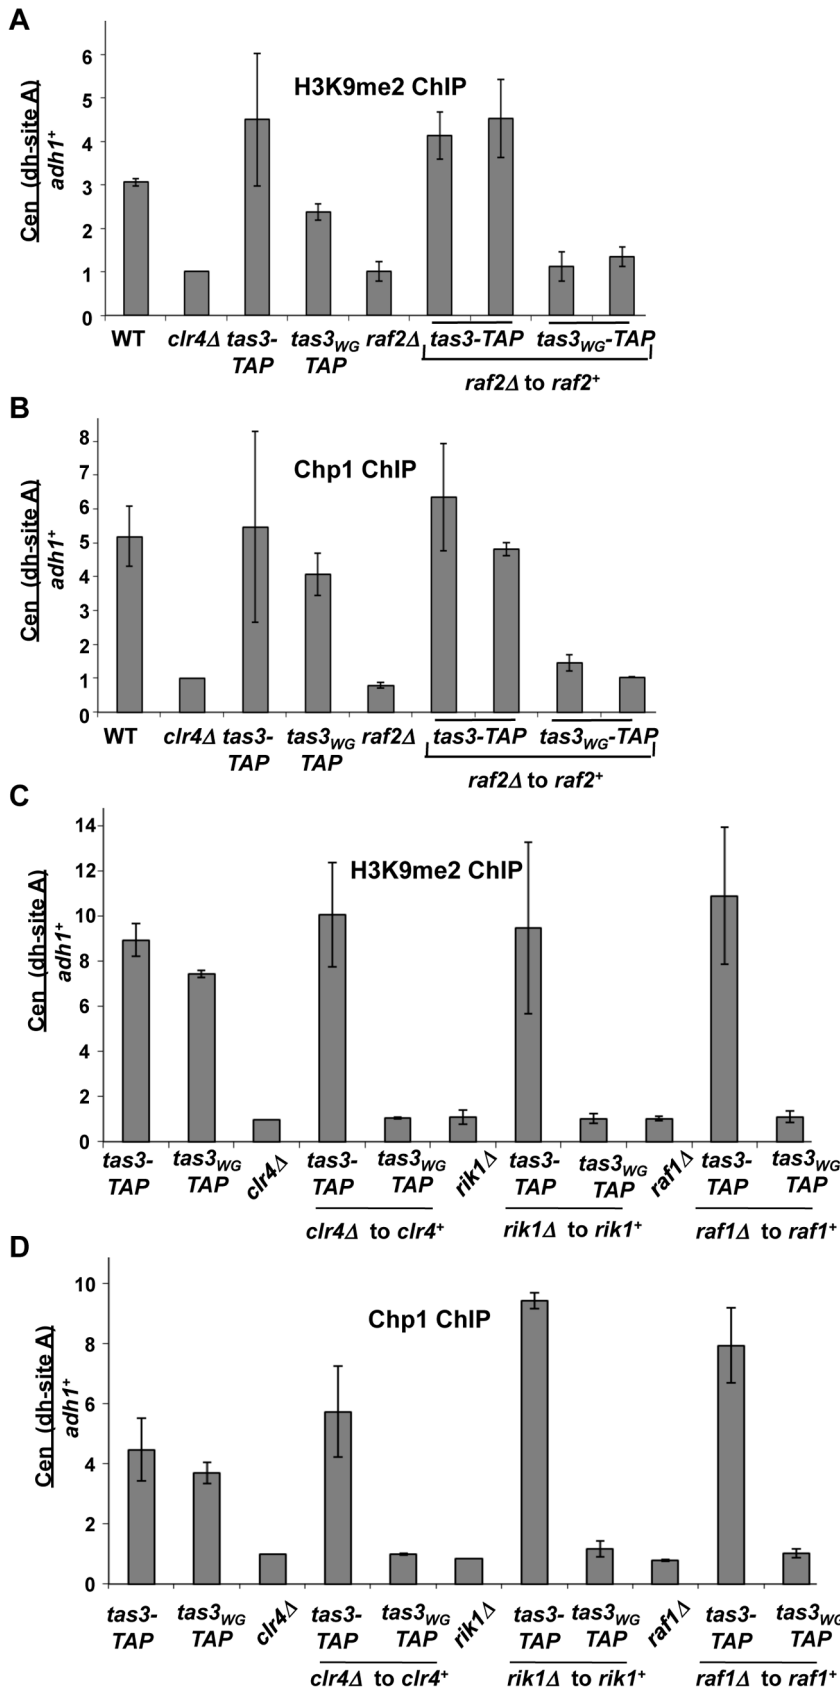 A
H3K9me2 ChIP
Cen (dh-site A)
adh1+
6
5
4
3
2
1
0
WT clr4Δ tas3-TAP tas3WG TAP raf2Δ tas3-TAP tas3WG-TAP
raf2Δ to raf2+
B
Chp1 ChIP
Cen (dh-site A)
adh1+
8
7
6
5
4
3
2
1
0
WT clr4Δ tas3-TAP tas3WG TAP raf2Δ tas3-TAP tas3WG-TAP
raf2Δ to raf2+
C
H3K9me2 ChIP
Cen (dh-site A)
adh1+
14
12
10
8
6
4
2
0
tas3-TAP tas3WG TAP clr4Δ tas3-TAP tas3WG TAP rik1Δ tas3-TAP tas3WG TAP raf1Δ tas3-TAP tas3WG TAP
clr4Δ to clr4+ rik1Δ to rik1+ raf1Δ to raf1+
D
Chp1 ChIP
Cen (dh-site A)
adh1+
10
8
6
4
2
0
tas3-TAP tas3WG TAP clr4Δ tas3-TAP tas3WG TAP rik1Δ tas3-TAP tas3WG TAP raf1Δ tas3-TAP tas3WG TAP
clr4Δ to clr4+ rik1Δ to rik1+ raf1Δ to raf1+